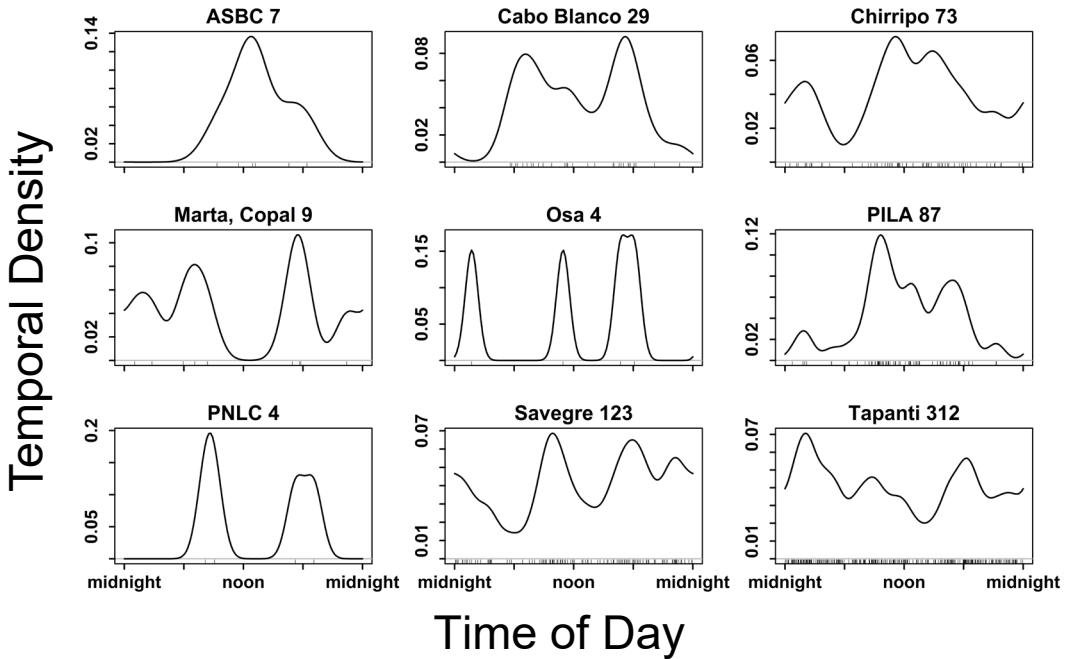 ASBC 7
Cabo Blanco 29
Chirripo 73
0.14
0.02
0.08
0.02
0.06
0.02
Marta, Copal 9
Osa 4
PILA 87
0.1
0.02
0.15
0.05
0.12
0.02
PNLC 4
Savegre 123
Tapanti 312
0.2
0.05
0.07
0.01
0.07
0.01
midnight noon midnight
midnight noon midnight
midnight noon midnight
Temporal Density
Time of Day